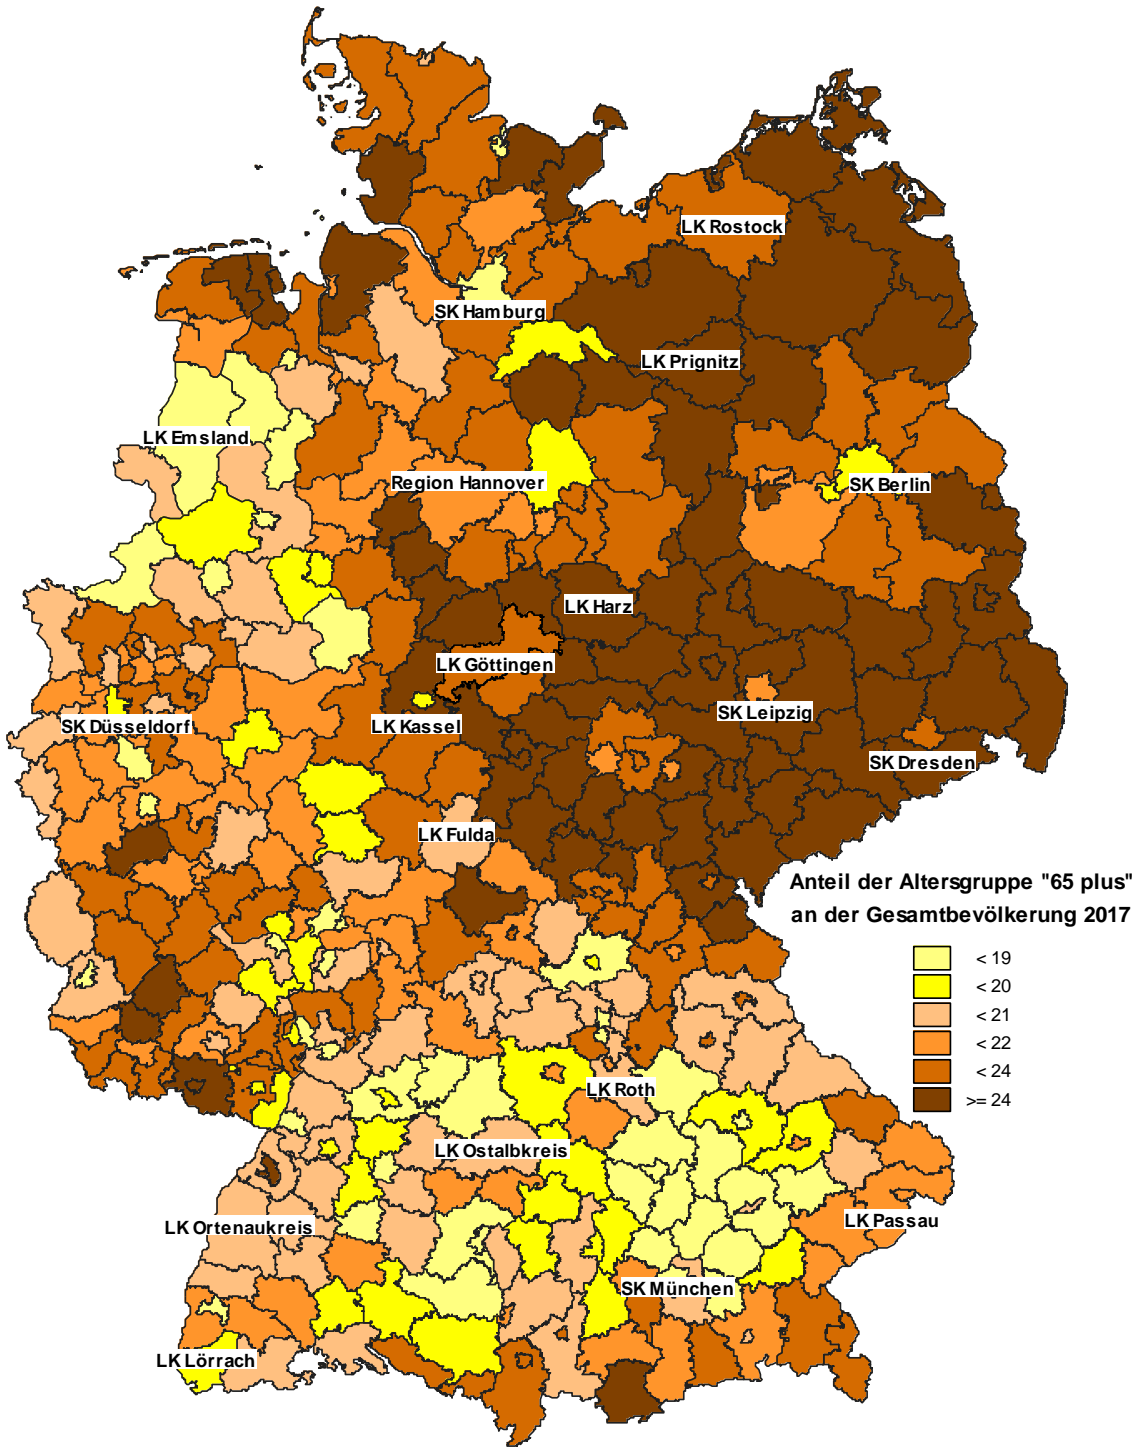 LK Rostock
SK Hamburg
LK Prignitz
LK Emsland
Region Hannover
SK Berlin
LK Harz
LK Göttingen
SK Leipzig
SK Düsseldorf
LK Kassel
SK Dresden
LK Fulda
Anteil der Altersgruppe "65 plus"
an der Gesamtbevölkerung 2017
< 19
< 20
< 21
< 22
< 24
>= 24
LK Roth
LK Ostalbkreis
LK Ortenaukreis
LK Passau
SK München
LK Lörrach